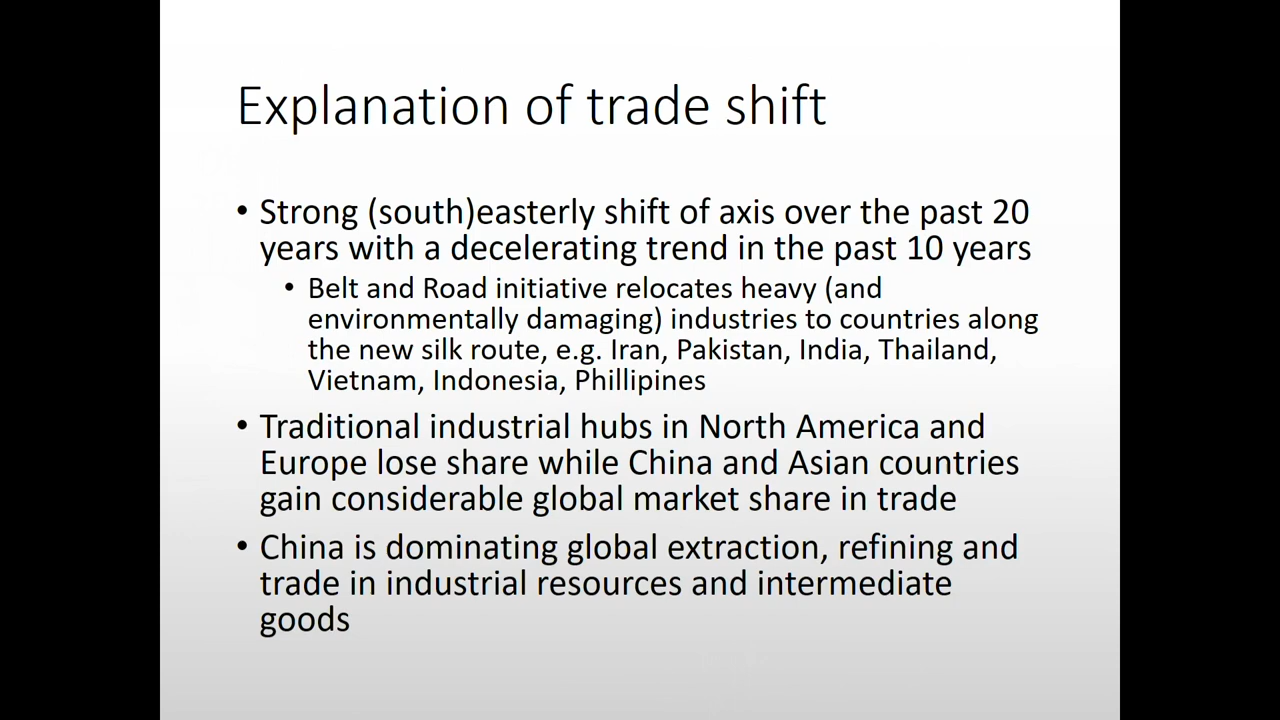 Explanation of trade shift
• Strong (south)easterly shift of axis over the past 20
years with a decelerating trend in the past 10 years
• Belt and Road initiative relocates heavy (and
environmentally damaging) industries to countries along
the new silk route, e.g. Iran, Pakistan, India, Thailand,
Vietnam, Indonesia, Phillipines
• Traditional industrial hubs in North America and
Europe lose share while China and Asian countries
gain considerable global market share in trade
• China is dominating global extraction, refining and
trade in industrial resources and intermediate
goods